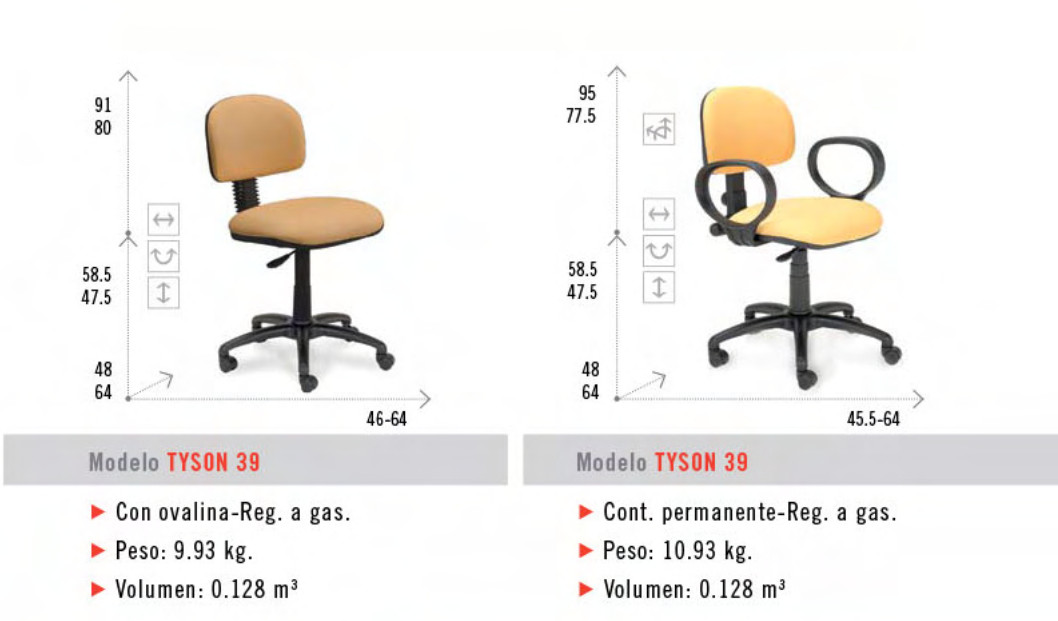 91
80
58.5
47.5
48
64
46-64
Modelo TYSON 39
Con ovalina-Reg. a gas.
Peso: 9.93 kg.
Volumen: 0.128 m³
95
77.5
58.5
47.5
48
64
45.5-64
Modelo TYSON 39
Cont. permanente-Reg. a gas.
Peso: 10.93 kg.
Volumen: 0.128 m³